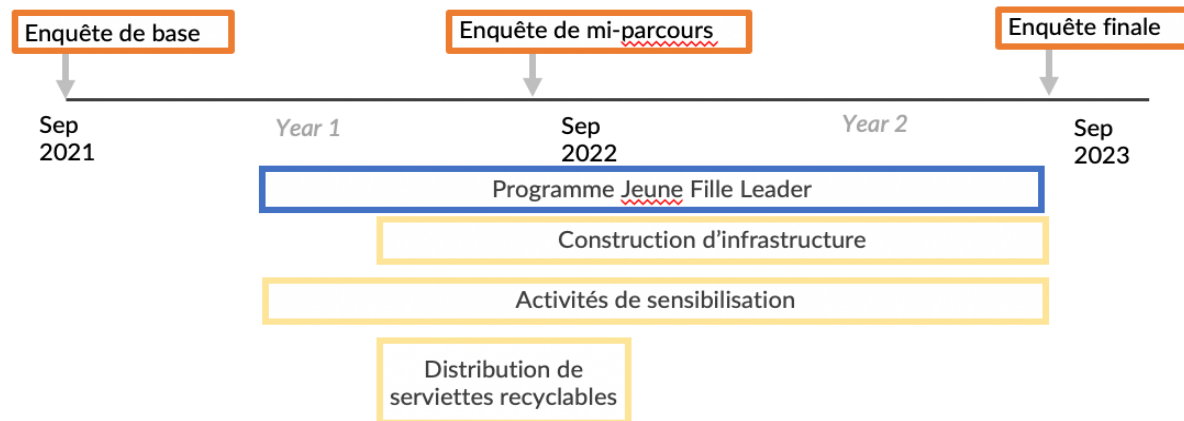 Enquête de base
Enquête de mi-parcours
Enquête finale
Sep
2021
Year 1
Sep
2022
Year 2
Sep
2023
Programme Jeune Fille Leader
Construction d'infrastructure
Activités de sensibilisation
Distribution de
serviettes recyclables